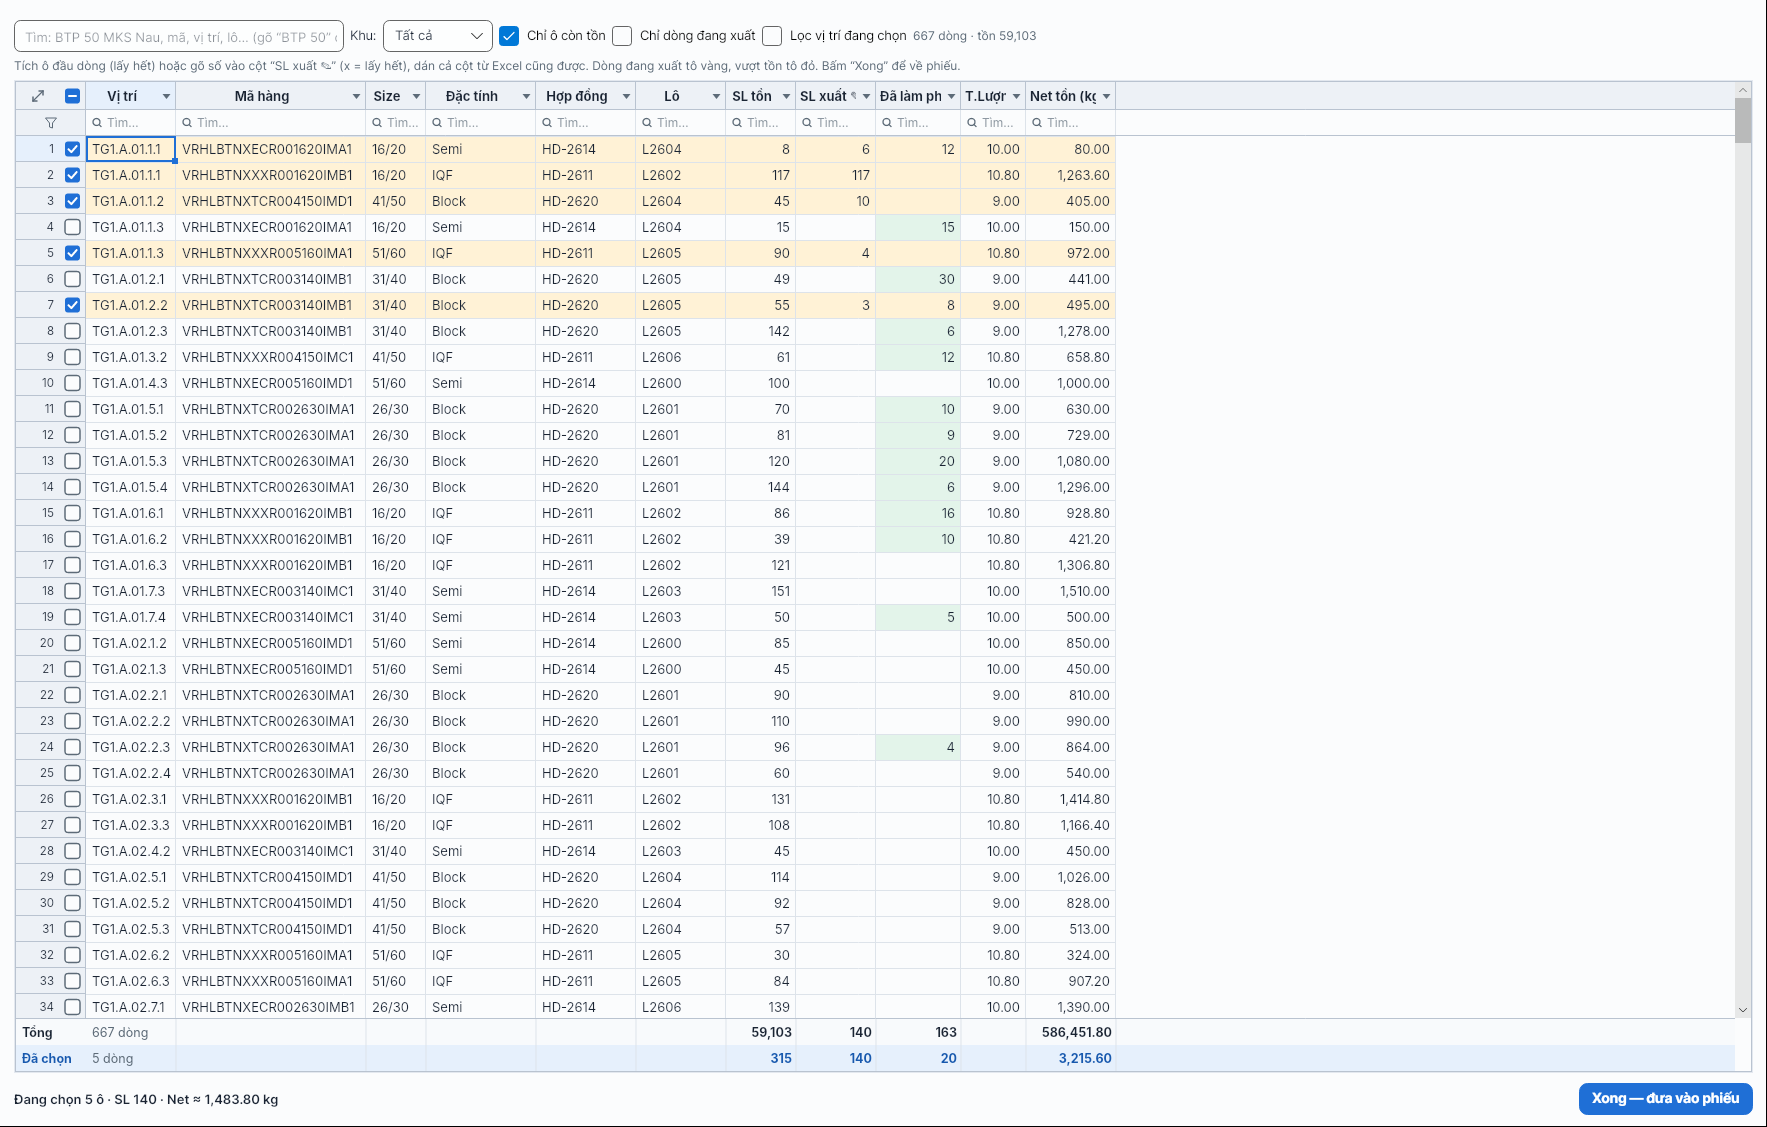 Tìm: BTP 50 MKS Nau, mã, vị trí, lô... (gõ "BTP 50" Khu: Tất cả Chỉ ô còn tồn Chỉ dòng đang xuất Lọc vị trí đang chọn 667 dòng · tồn 59,103
Tích ô đầu dòng (lấy hết) hoặc gõ số vào cột "SL xuất ✎" (x = lấy hết), dán cả cột từ Excel cũng được. Dòng đang xuất tô vàng, vượt tồn tô đỏ. Bấm "Xong" để về phiếu.
Vị trí Mã hàng Size Đặc tính Hợp đồng Lô SL tồn SL xuất Đã làm ph T.Lượr Net tồn (kg
Tìm... Tìm... Tìm... Tìm... Tìm... Tìm... Tìm... Tìm... Tìm... Tìm... Tìm...
1 TG1.A.01.1.1 VRHLBTNXECR001620IMA1 16/20 Semi HD-2614 L2604 8 6 12 10.00 80.00
2 TG1.A.01.1.1 VRHLBTNXXXR001620IMB1 16/20 IQF HD-2611 L2602 117 117 10.80 1,263.60
3 TG1.A.01.1.2 VRHLBTNXTCR004150IMD1 41/50 Block HD-2620 L2604 45 10 9.00 405.00
4 TG1.A.01.1.3 VRHLBTNXECR001620IMA1 16/20 Semi HD-2614 L2604 15 15 10.00 150.00
5 TG1.A.01.1.3 VRHLBTNXXXR005160IMA1 51/60 IQF HD-2611 L2605 90 4 10.80 972.00
6 TG1.A.01.2.1 VRHLBTNXTCR003140IMB1 31/40 Block HD-2620 L2605 49 30 9.00 441.00
7 TG1.A.01.2.2 VRHLBTNXTCR003140IMB1 31/40 Block HD-2620 L2605 55 3 8 9.00 495.00
8 TG1.A.01.2.3 VRHLBTNXTCR003140IMB1 31/40 Block HD-2620 L2605 142 6 9.00 1,278.00
9 TG1.A.01.3.2 VRHLBTNXXXR004150IMC1 41/50 IQF HD-2611 L2606 61 12 10.80 658.80
10 TG1.A.01.4.3 VRHLBTNXECR005160IMD1 51/60 Semi HD-2614 L2600 100 10.00 1,000.00
11 TG1.A.01.5.1 VRHLBTNXTCR002630IMA1 26/30 Block HD-2620 L2601 70 10 9.00 630.00
12 TG1.A.01.5.2 VRHLBTNXTCR002630IMA1 26/30 Block HD-2620 L2601 81 9 9.00 729.00
13 TG1.A.01.5.3 VRHLBTNXTCR002630IMA1 26/30 Block HD-2620 L2601 120 20 9.00 1,080.00
14 TG1.A.01.5.4 VRHLBTNXTCR002630IMA1 26/30 Block HD-2620 L2601 144 6 9.00 1,296.00
15 TG1.A.01.6.1 VRHLBTNXXXR001620IMB1 16/20 IQF HD-2611 L2602 86 16 10.80 928.80
16 TG1.A.01.6.2 VRHLBTNXXXR001620IMB1 16/20 IQF HD-2611 L2602 39 10 10.80 421.20
17 TG1.A.01.6.3 VRHLBTNXXXR001620IMB1 16/20 IQF HD-2611 L2602 121 10.80 1,306.80
18 TG1.A.01.7.3 VRHLBTNXECR003140IMC1 31/40 Semi HD-2614 L2603 151 10.00 1,510.00
19 TG1.A.01.7.4 VRHLBTNXECR003140IMC1 31/40 Semi HD-2614 L2603 50 5 10.00 500.00
20 TG1.A.02.1.2 VRHLBTNXECR005160IMD1 51/60 Semi HD-2614 L2600 85 10.00 850.00
21 TG1.A.02.1.3 VRHLBTNXECR005160IMD1 51/60 Semi HD-2614 L2600 45 10.00 450.00
22 TG1.A.02.2.1 VRHLBTNXTCR002630IMA1 26/30 Block HD-2620 L2601 90 9.00 810.00
23 TG1.A.02.2.2 VRHLBTNXTCR002630IMA1 26/30 Block HD-2620 L2601 110 9.00 990.00
24 TG1.A.02.2.3 VRHLBTNXTCR002630IMA1 26/30 Block HD-2620 L2601 96 4 9.00 864.00
25 TG1.A.02.2.4 VRHLBTNXTCR002630IMA1 26/30 Block HD-2620 L2601 60 9.00 540.00
26 TG1.A.02.3.1 VRHLBTNXXXR001620IMB1 16/20 IQF HD-2611 L2602 131 10.80 1,414.80
27 TG1.A.02.3.3 VRHLBTNXXXR001620IMB1 16/20 IQF HD-2611 L2602 108 10.80 1,166.40
28 TG1.A.02.4.2 VRHLBTNXECR003140IMC1 31/40 Semi HD-2614 L2603 45 10.00 450.00
29 TG1.A.02.5.1 VRHLBTNXTCR004150IMD1 41/50 Block HD-2620 L2604 114 9.00 1,026.00
30 TG1.A.02.5.2 VRHLBTNXTCR004150IMD1 41/50 Block HD-2620 L2604 92 9.00 828.00
31 TG1.A.02.5.3 VRHLBTNXTCR004150IMD1 41/50 Block HD-2620 L2604 57 9.00 513.00
32 TG1.A.02.6.2 VRHLBTNXXXR005160IMA1 51/60 IQF HD-2611 L2605 30 10.80 324.00
33 TG1.A.02.6.3 VRHLBTNXXXR005160IMA1 51/60 IQF HD-2611 L2605 84 10.80 907.20
34 TG1.A.02.7.1 VRHLBTNXECR002630IMB1 26/30 Semi HD-2614 L2606 139 10.00 1,390.00
Tổng 667 dòng 59,103 140 163 586,451.80
Đã chọn 5 dòng 315 140 20 3,215.60
Đang chọn 5 ô · SL 140 · Net ≈ 1,483.80 kg Xong — đưa vào phiếu